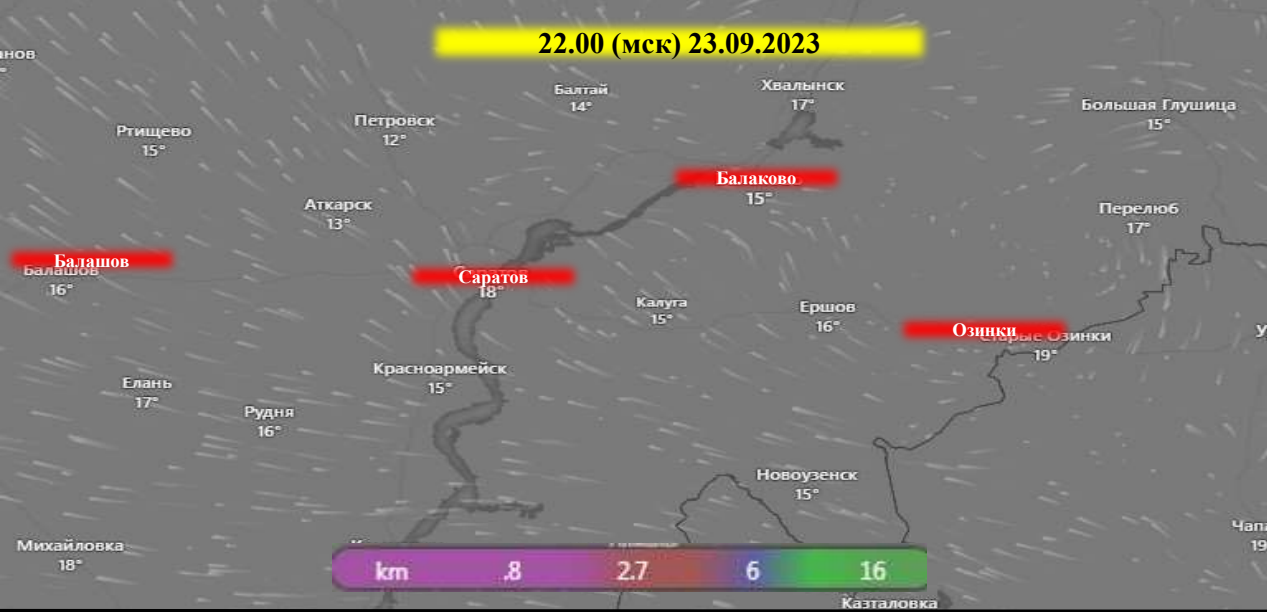 22.00 (мск) 23.09.2023
Балтай
14°
Хвалынск
17°
Большая Глушица
15°
Ртищево
15°
Петровск
12°
Балаково
15°
Аткарск
13°
Перелюб
17°
Балашов
Балашов
16°
Саратов
18°
Калуга
15°
Ершов
16°
Озинки
Старые Озинки
19°
Красноармейск
15°
Елань
17°
Рудня
16°
Новоузенск
15°
Михайловка
18°
19
km .8 2.7 6 16
Казталовка